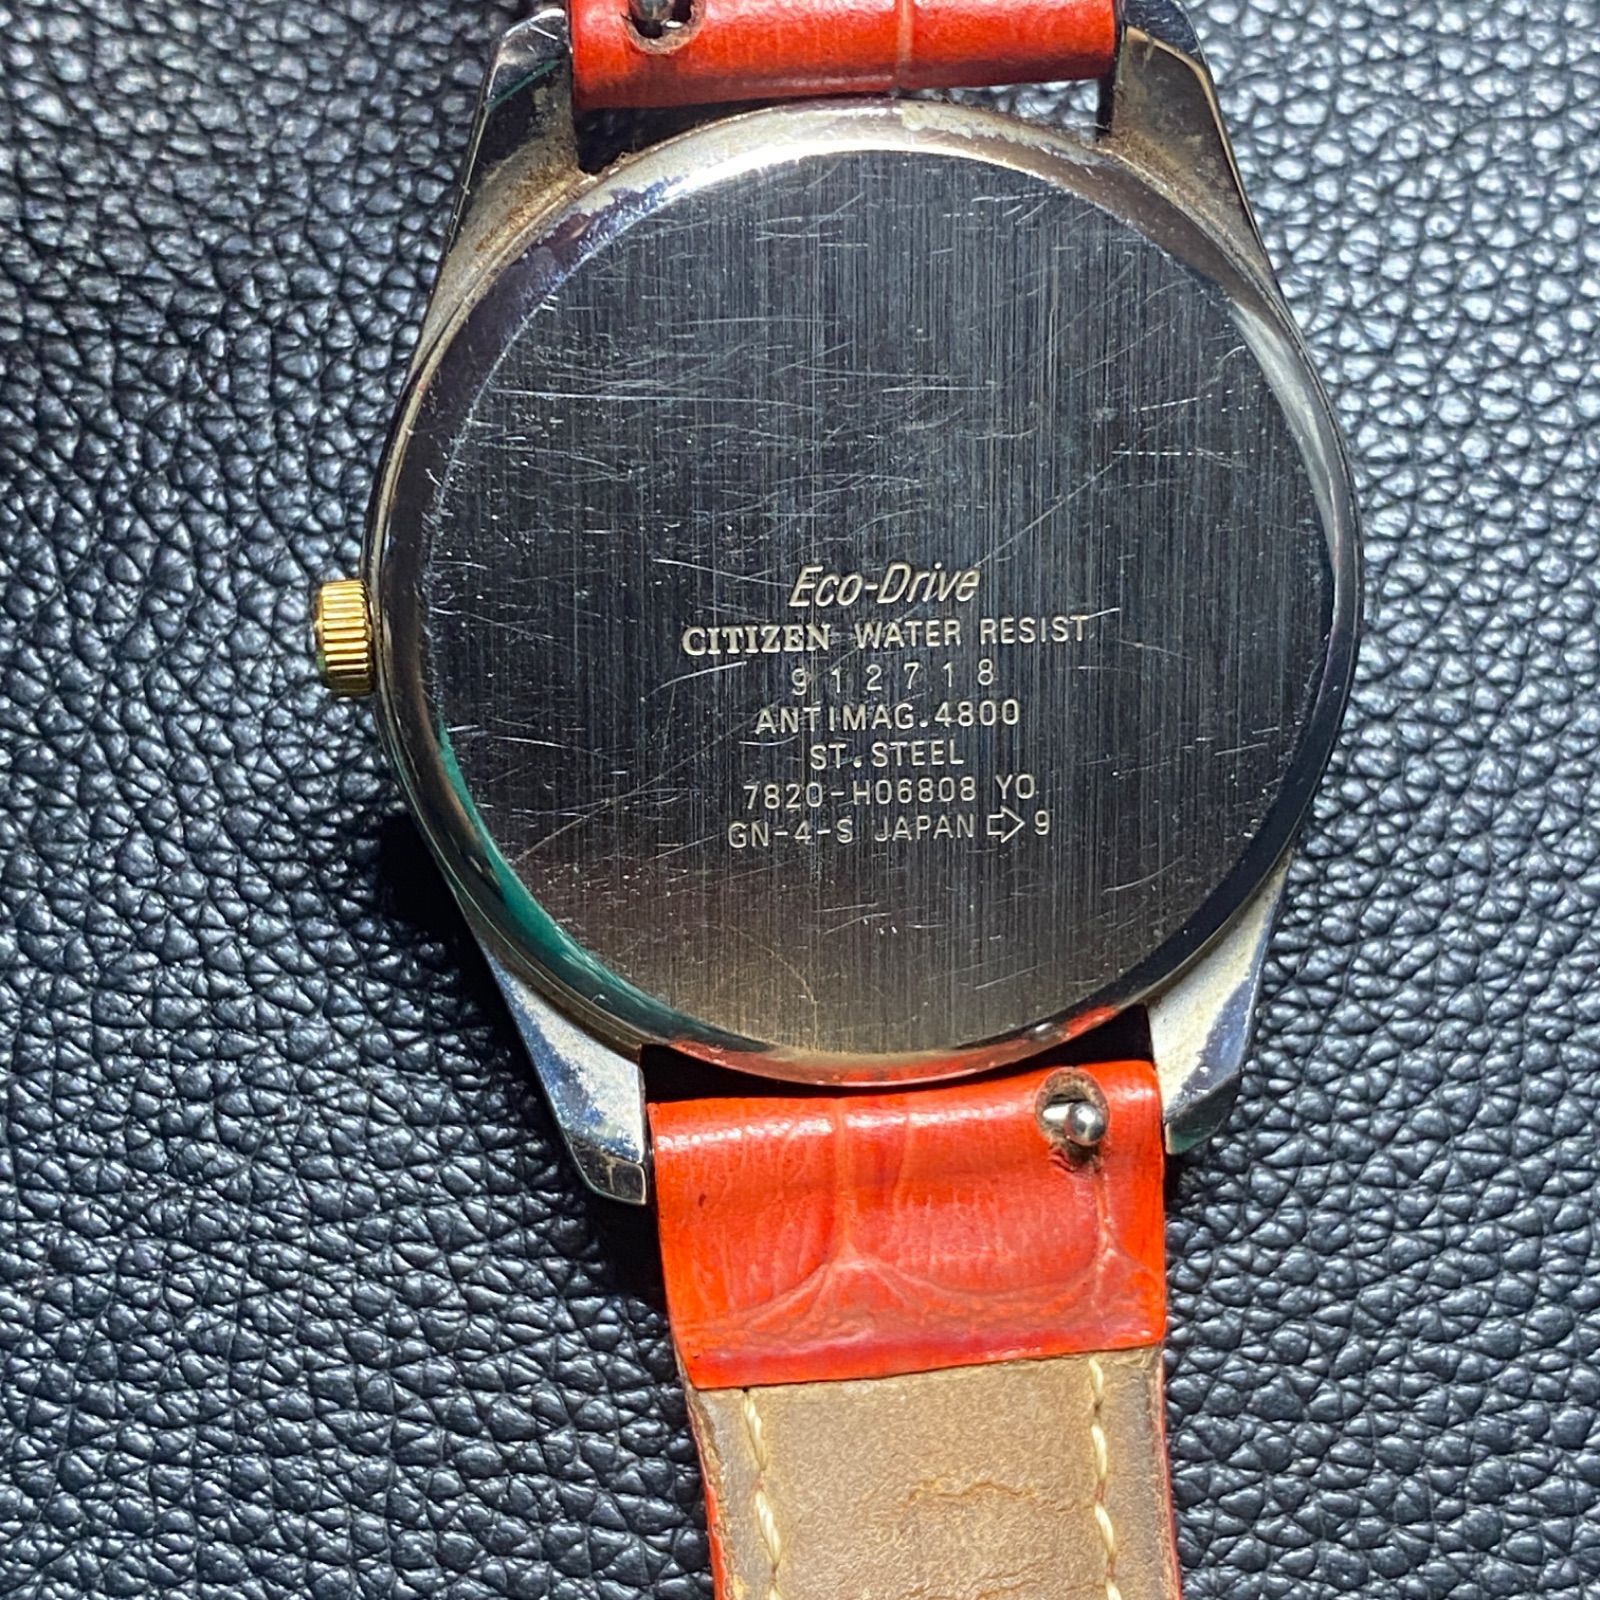 Eco-Drive
CITIZEN WATER RESIST
912718
ANTIMAG.4800
ST.STEEL
7820-H06808 YO
GN-4-S JAPAN ⇨ 9